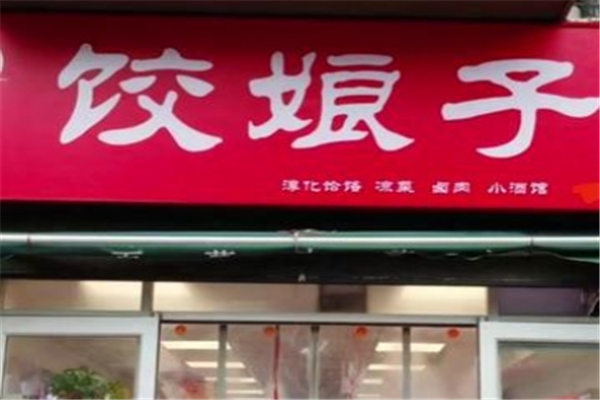 饺娘子
淳化饸饹 凉菜 卤肉 小酒馆